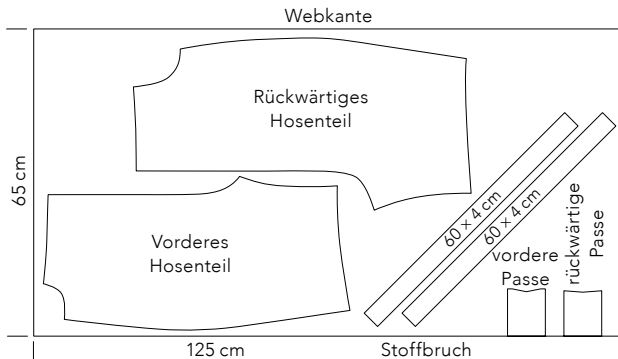 Webkante
65 cm
Rückwärtiges
Hosenteil
Vorderes
Hosenteil
60 × 4 cm
60 × 4 cm
vordere
Passe
rückwärtige
Passe
125 cm
Stoffbruch